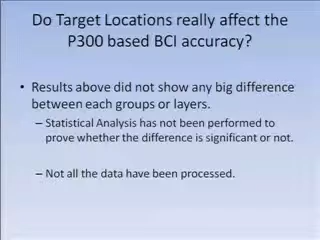 Do Target Locations really affect the
P300 based BCI accuracy?
• Results above did not show any big difference
between each groups or layers.
– Statistical Analysis has not been performed to
prove whether the difference is significant or not.
– Not all the data have been processed.